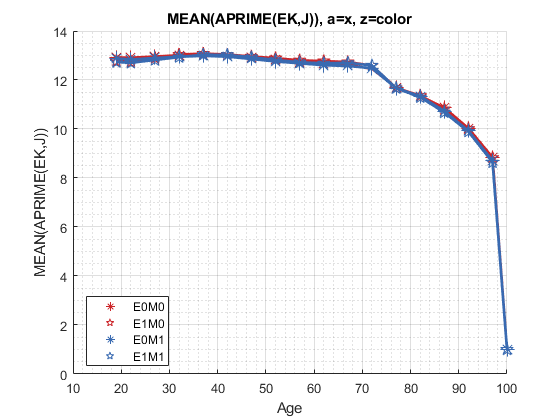 MEAN(APRIME(EK,J)), a=x, z=color
14
12
10
8
6
4
2
0
MEAN(APRIME(EK,J))
E0M0
E1M0
E0M1
E1M1
10 20 30 40 50 60 70 80 90 100
Age